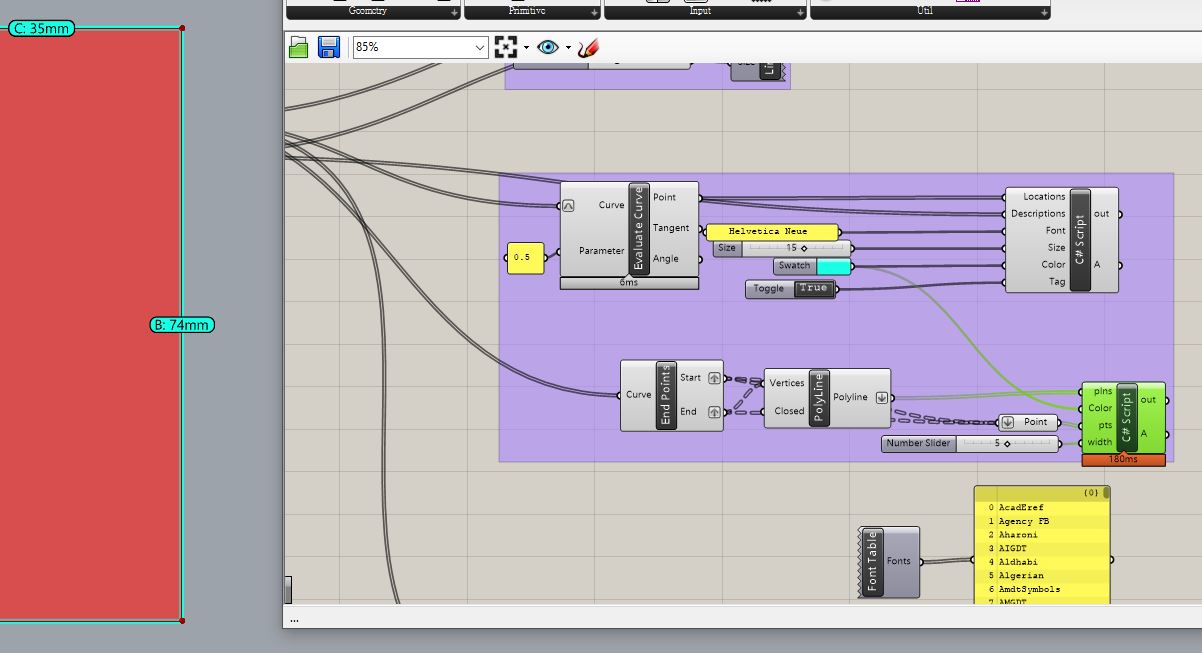 C: 35mm
B: 74mm
Geometry
Primitive
Input
Util
85%
Curve
Parameter
Evaluate Curve
Point
Tangent
Angle
6ms
0.5
Helvetica Neue
Size
15
Swatch
Toggle
True
Locations
Descriptions
Font
Size
Color
Tag
C# Script
out
A
Curve
End Points
Start
End
Vertices
Closed
PolyLine
Polyline
Point
Number Slider
5
plns
Color
pts
width
C# Script
out
A
180ms
Font Table
Fonts
{0}
0 AcadEref
1 Agency FB
2 Aharoni
3 AIGDT
4 Aldhabi
5 Algerian
6 AmdtSymbols
7 AMGDT
...